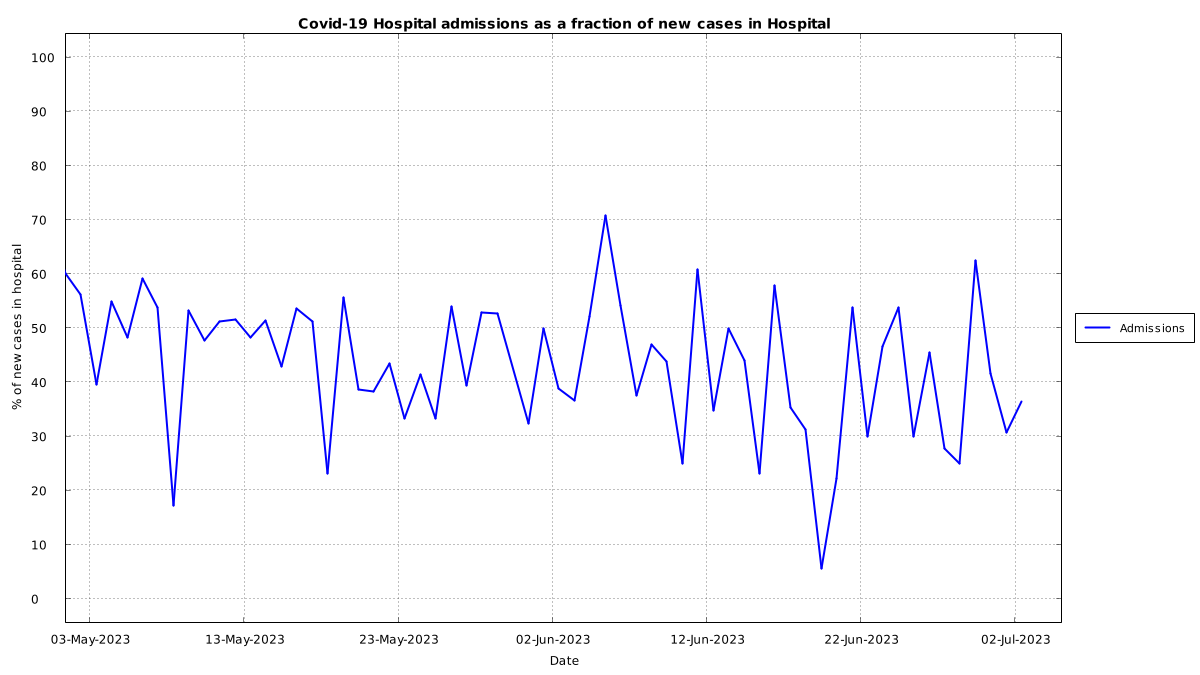 Covid-19 Hospital admissions as a fraction of new cases in Hospital
% of new cases in hospital
100
90
80
70
60
50
40
30
20
10
0
03-May-2023 13-May-2023 23-May-2023 02-Jun-2023 12-Jun-2023 22-Jun-2023 02-Jul-2023
Date
Admissions